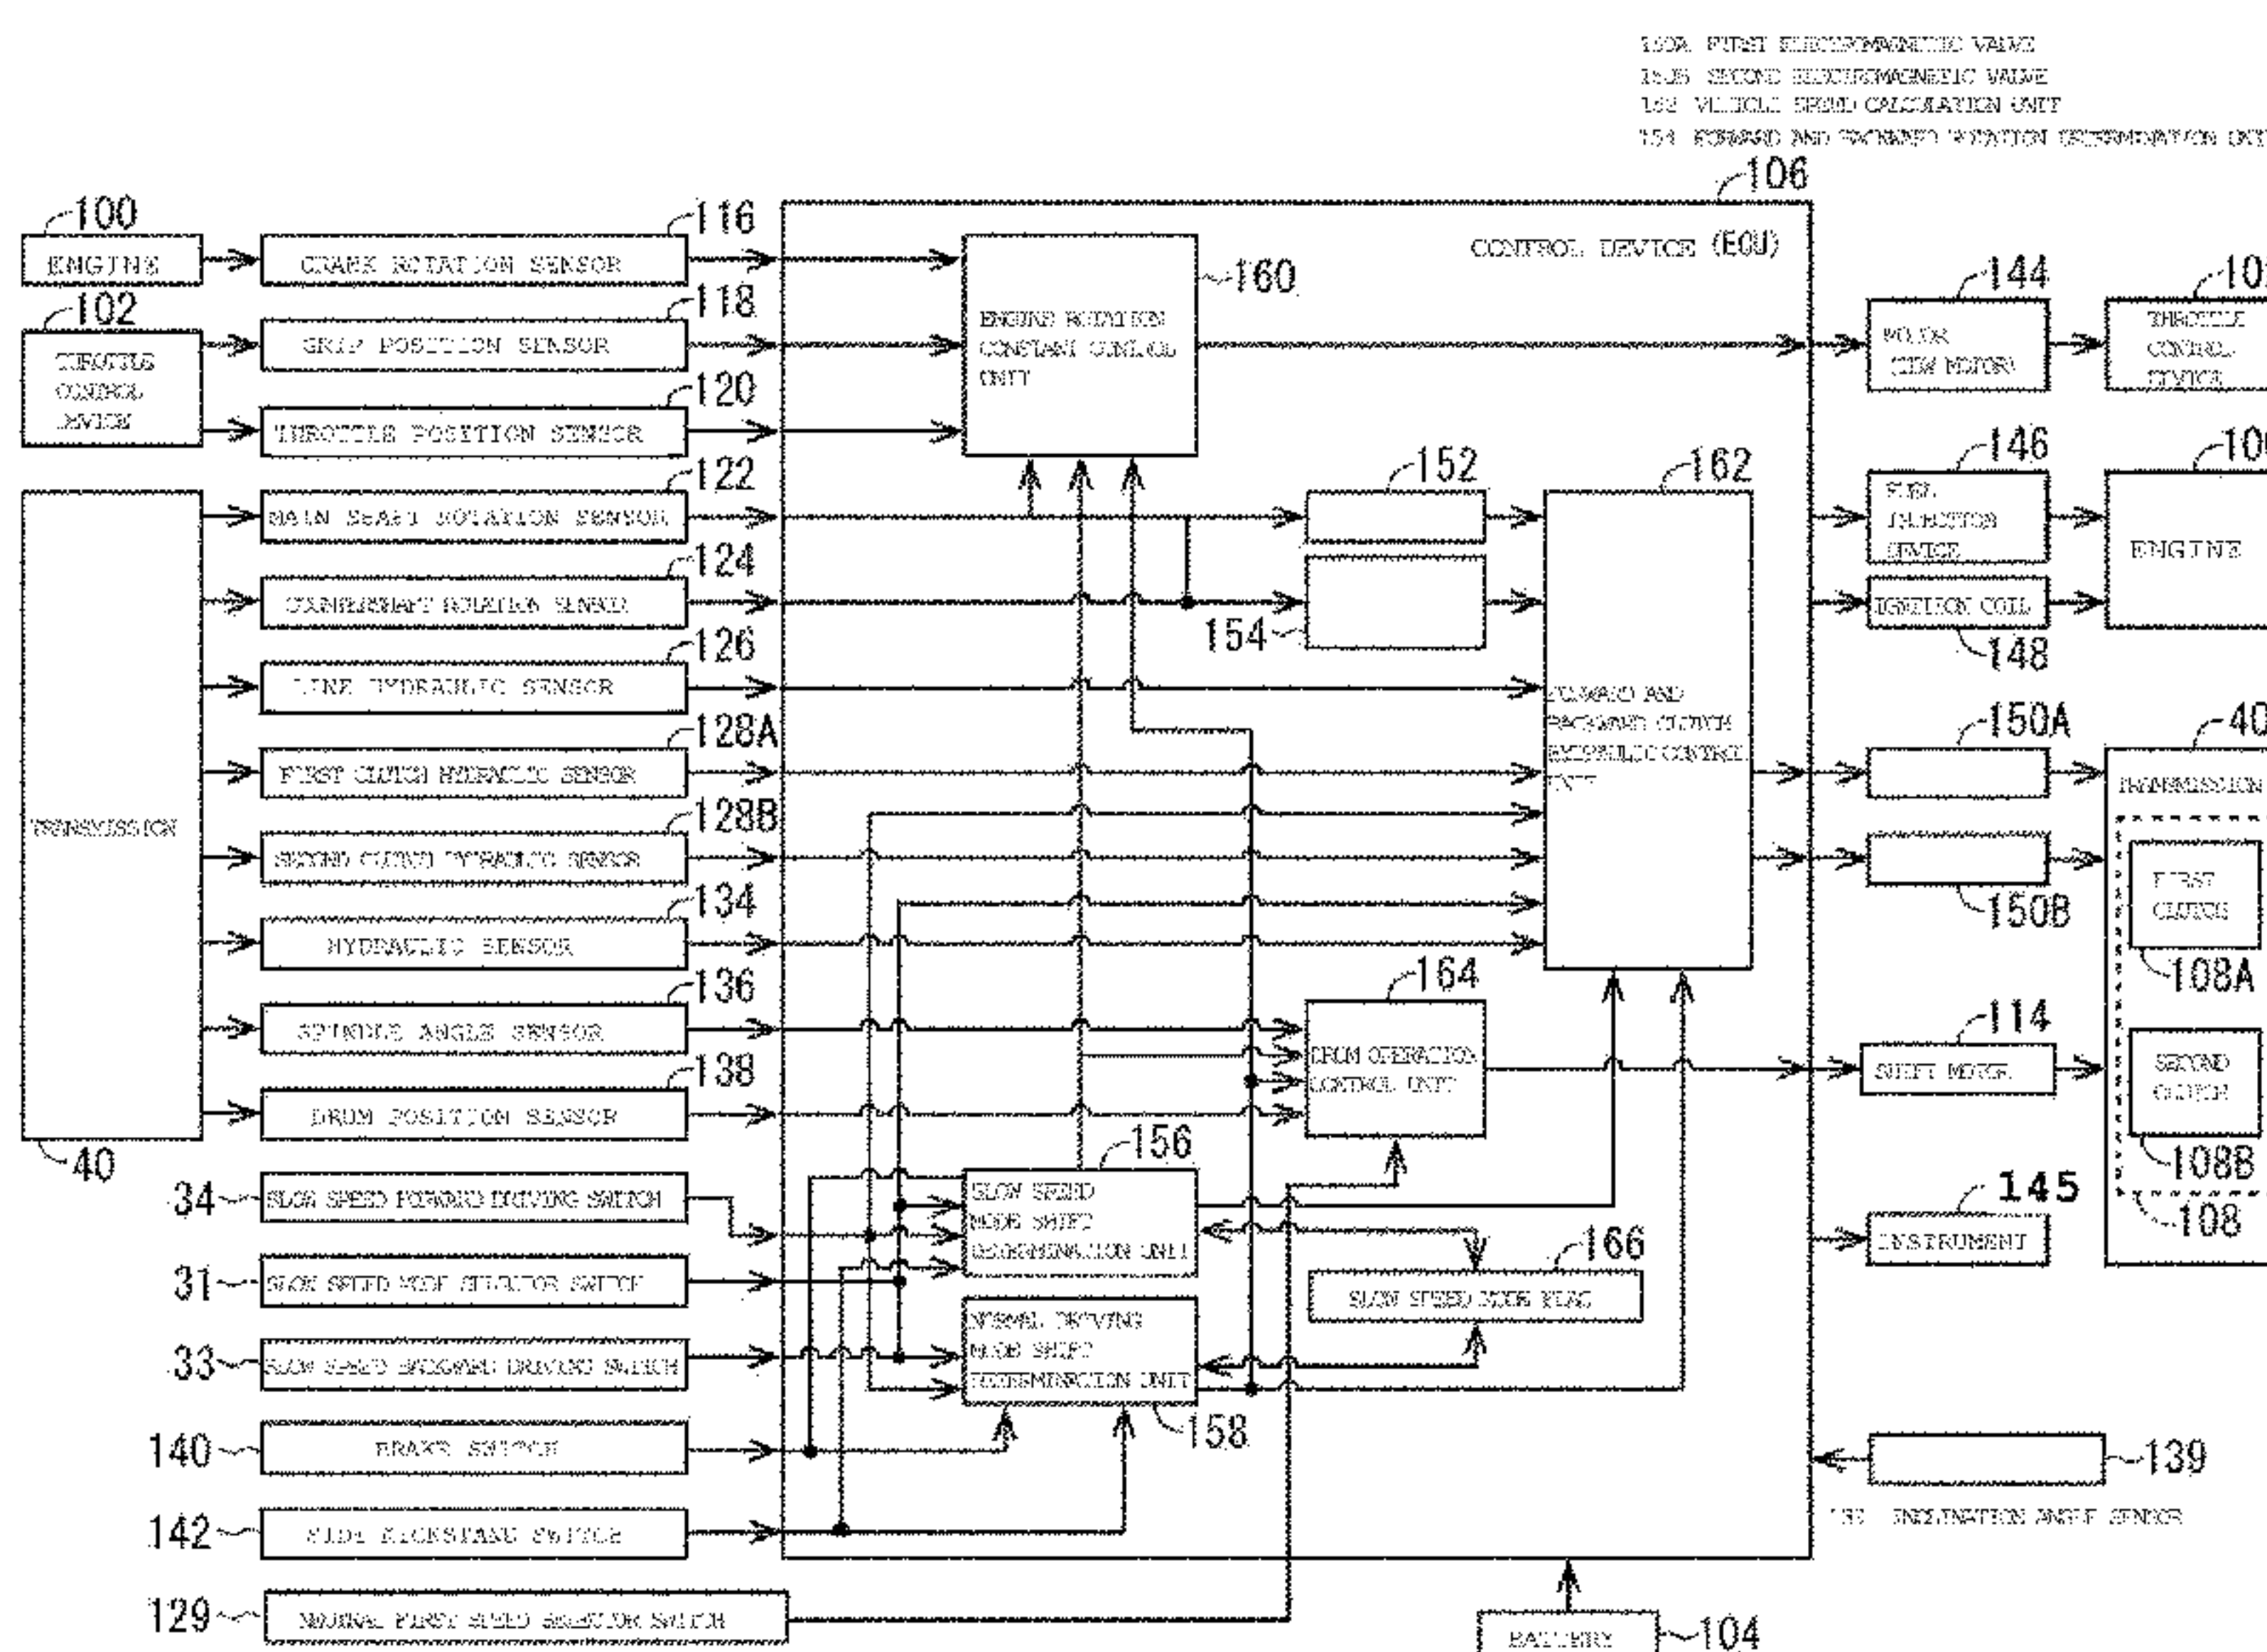 150A FIRST ELECTROMAGNETIC VALVE
150B SECOND ELECTROMAGNETIC VALVE
152 VEHICLE SPEED CALCULATION UNIT
154 FORWARD AND BACKWARD ROTATION DETERMINATION UNIT
106
CONTROL DEVICE (ECU)
100
ENGINE
116
CRANK ROTATION SENSOR
102
THROTTLE
CONTROL
DEVICE
118
GRIP POSITION SENSOR
120
THROTTLE POSITION SENSOR
160
ENGINE ROTATION
CONSTANT CONTROL
UNIT
144
MOTOR
(TBW MOTOR)
THROTTLE
CONTROL
DEVICE
122
MAIN SHAFT ROTATION SENSOR
124
COUNTERSHAFT ROTATION SENSOR
126
LINE HYDRAULIC SENSOR
128A
FIRST CLUTCH HYDRAULIC SENSOR
128B
SECOND CLUTCH HYDRAULIC SENSOR
134
HYDRAULIC SENSOR
136
SPINDLE ANGLE SENSOR
138
DRUM POSITION SENSOR
TRANSMISSION
40
152
154
162
FORWARD AND
BACKWARD CLUTCH
HYDRAULIC CONTROL
UNIT
146
FUEL
INJECTION
DEVICE
ENGINE
IGNITION COIL
148
150A
150B
40
TRANSMISSION
FIRST
CLUTCH
108A
SECOND
CLUTCH
108B
108
164
DRUM OPERATION
CONTROL UNIT
114
SHIFT MOTOR
145
INSTRUMENT
34
SLOW SPEED FORWARD DRIVING SWITCH
31
SLOW SPEED MODE SELECTOR SWITCH
33
SLOW SPEED BACKWARD DRIVING SWITCH
140
BRAKE SWITCH
142
SIDE KICKSTAND SWITCH
129
NEUTRAL FIRST SPEED SELECTOR SWITCH
156
SLOW SPEED
MODE SHIFT
DETERMINATION UNIT
NORMAL DRIVING
MODE SHIFT
DETERMINATION UNIT
158
166
SLOW SPEED MODE FLAG
139
139 INCLINATION ANGLE SENSOR
BATTERY
104